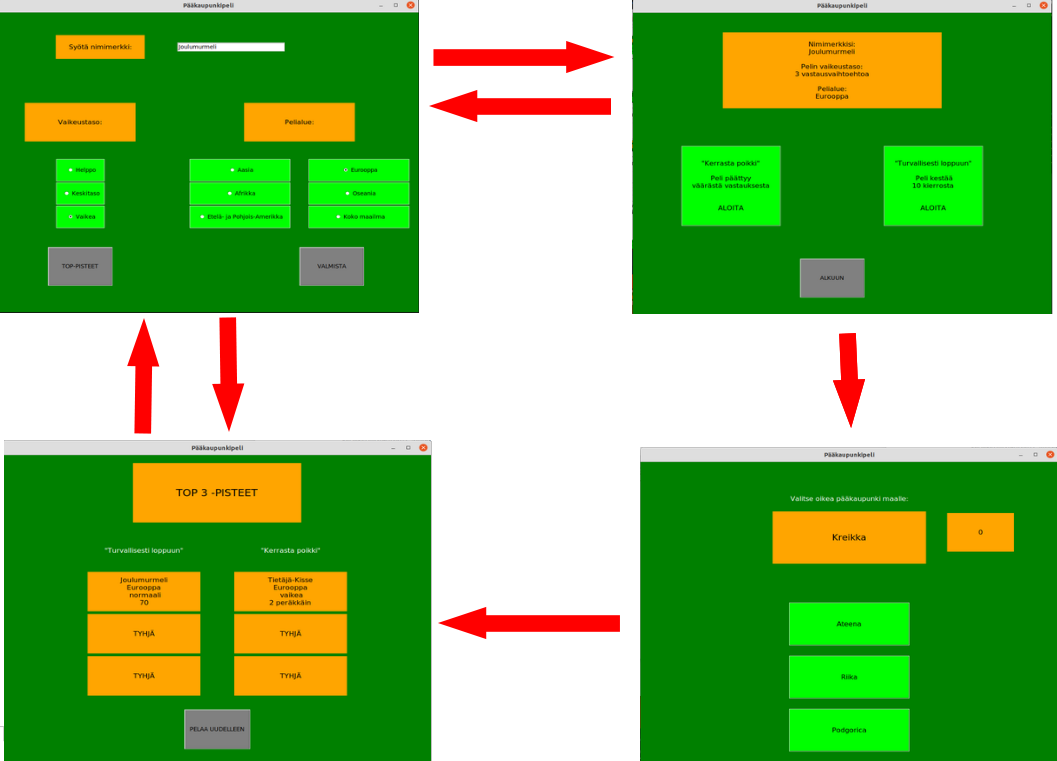 Pääkaupunkipeli
Syötä nimimerkki:
Joulumurmeli
Vaikeustaso:
Pelialue:
Helppo
Aasia
Eurooppa
Keskitaso
Afrikka
Oseania
Vaikea
Etelä- ja Pohjois-Amerikka
Koko maailma
TOP-PISTEET
VALMISTA
Pääkaupunkipeli
Nimimerkkisi:
Joulumurmeli
Pelin vaikeustaso:
3 vastausvaihtoehtoa
Pelialue:
Eurooppa
"Kerrasta poikki"
Peli päättyy
väärästä vastauksesta
ALOITA
"Turvallisesti loppuun"
Peli kestää
10 kierrosta
ALOITA
ALKUUN
Pääkaupunkipeli
TOP 3 -PISTEET
"Turvallisesti loppuun"
"Kerrasta poikki"
Joulumurmeli
Eurooppa
normaali
70
Tietäjä-Kisse
Eurooppa
vaikea
2 peräkkäin
TYHJÄ
TYHJÄ
TYHJÄ
TYHJÄ
PELAA UUDELLEEN
Pääkaupunkipeli
Valitse oikea pääkaupunki maalle:
Kreikka
0
Ateena
Riika
Podgorica